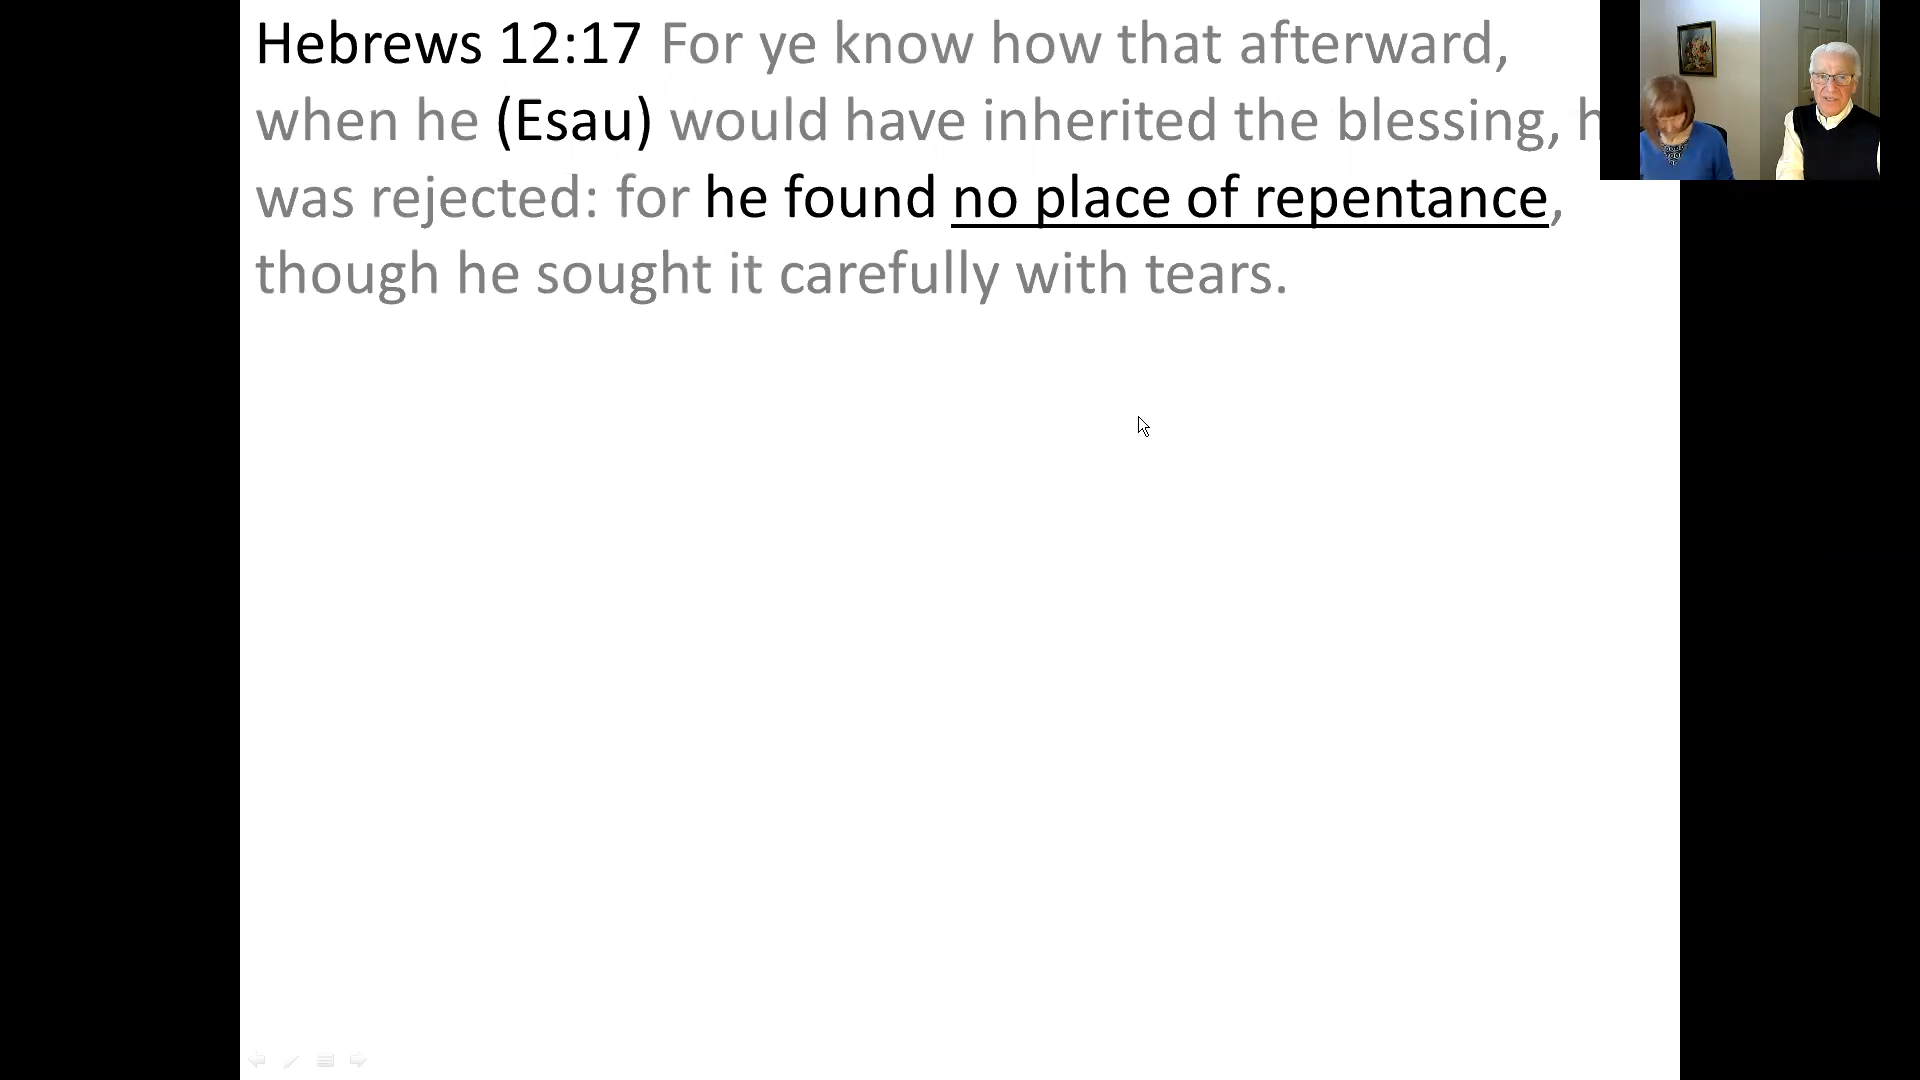 Hebrews 12:17 For ye know how that afterward,
when he (Esau) would have inherited the blessing,
was rejected: for he found no place of repentance,
though he sought it carefully with tears.